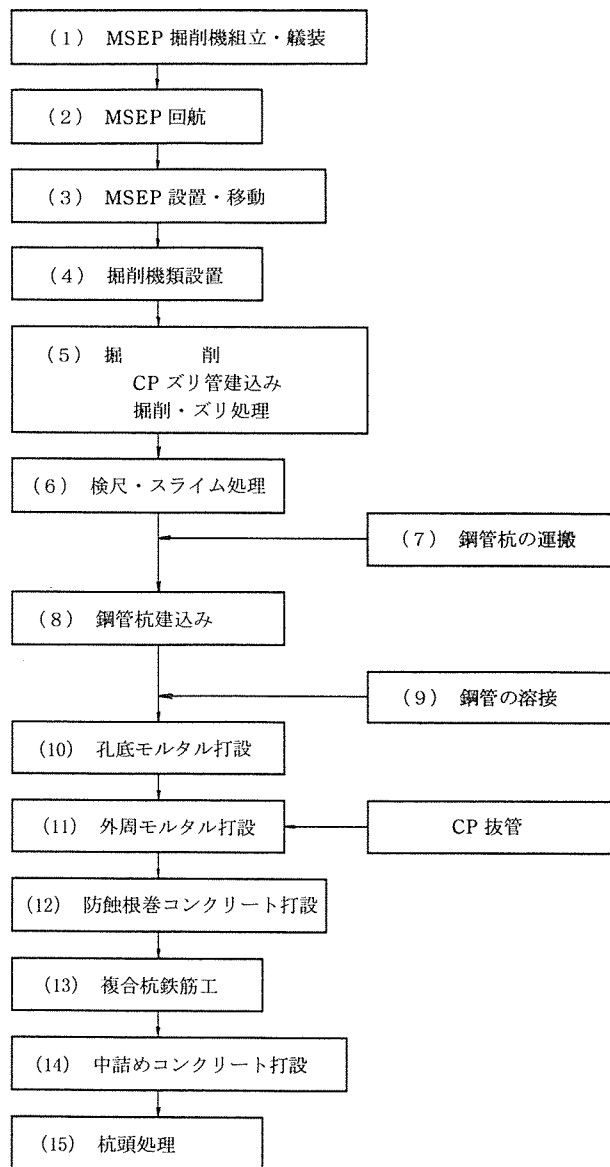 (1) MSEP 掘削機組立・艤装
(2) MSEP 回航
(3) MSEP 設置・移動
(4) 掘削機類設置
(5) 掘　　　削
CP ズリ管建込み
掘削・ズリ処理
(6) 検尺・スライム処理
(7) 鋼管杭の運搬
(8) 鋼管杭建込み
(9) 鋼管の溶接
(10) 孔底モルタル打設
(11) 外周モルタル打設
CP 抜管
(12) 防蝕根巻コンクリート打設
(13) 複合杭鉄筋工
(14) 中詰めコンクリート打設
(15) 杭頭処理